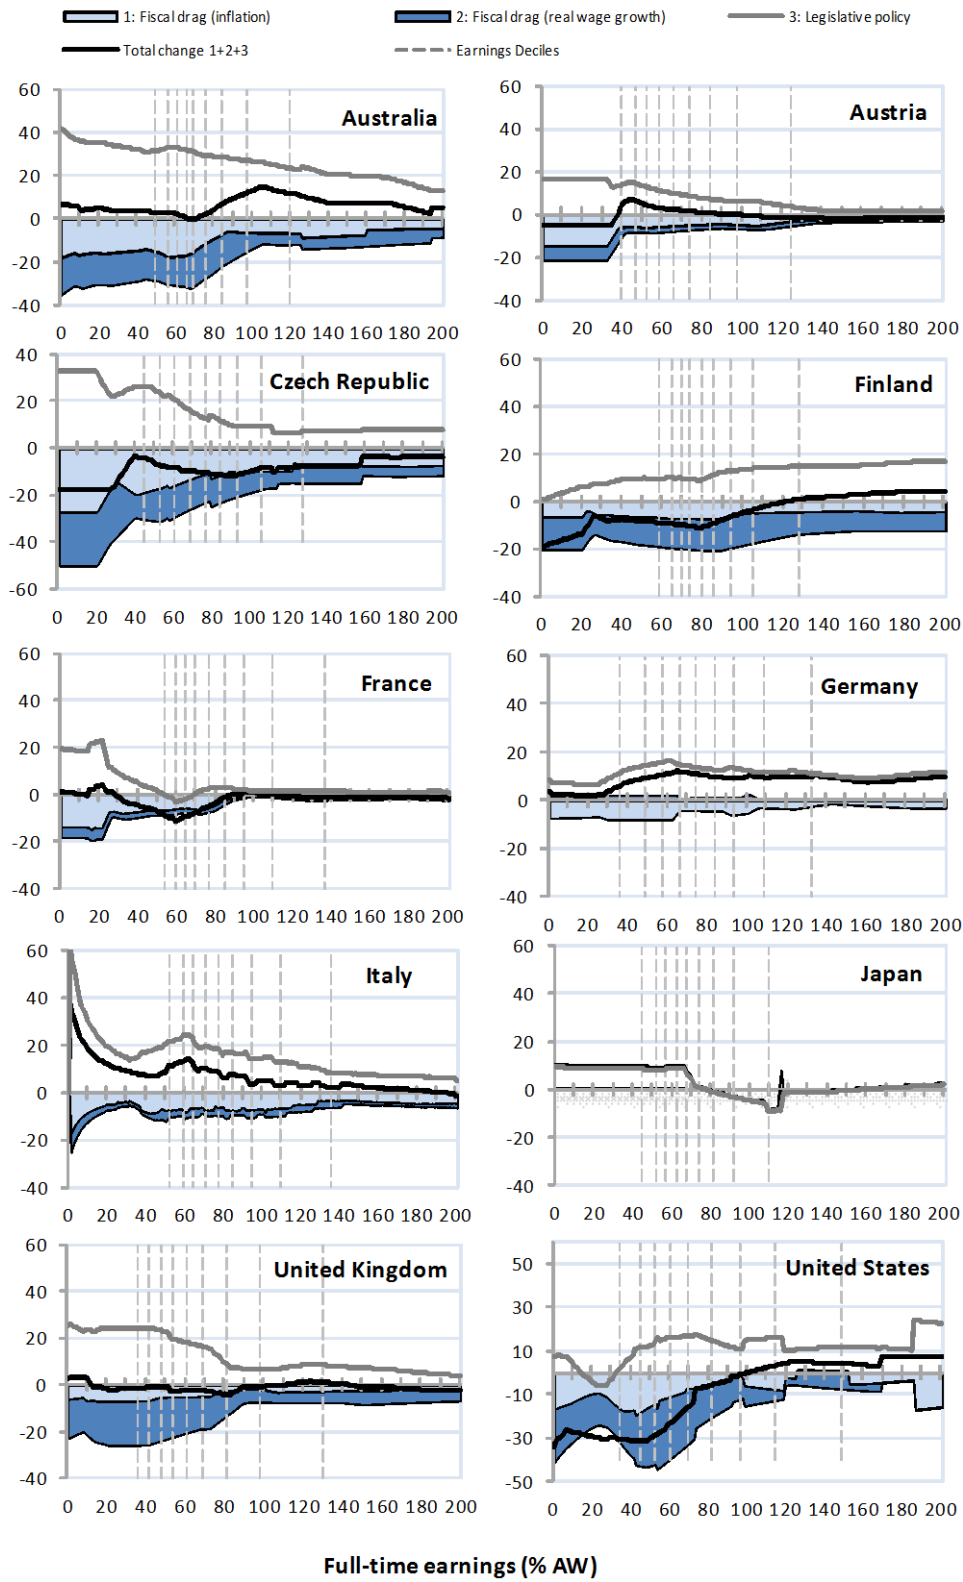 1: Fiscal drag (inflation) 2: Fiscal drag (real wage growth) 3: Legislative policy
Total change 1+2+3 Earnings Deciles
Australia
60
40
20
0
-20
-40
0 20 40 60 80 100 120 140 160 180 200
Austria
60
40
20
0
-20
-40
0 20 40 60 80 100 120 140 160 180 200
Czech Republic
40
20
0
-20
-40
-60
0 20 40 60 80 100 120 140 160 180 200
Finland
60
40
20
0
-20
-40
0 20 40 60 80 100 120 140 160 180 200
France
60
40
20
0
-20
-40
0 20 40 60 80 100 120 140 160 180 200
Germany
60
40
20
0
-20
-40
0 20 40 60 80 100 120 140 160 180 200
Italy
60
40
20
0
-20
-40
0 20 40 60 80 100 120 140 160 180 200
Japan
60
40
20
0
-20
-40
0 20 40 60 80 100 120 140 160 180 200
United Kingdom
60
40
20
0
-20
-40
0 20 40 60 80 100 120 140 160 180 200
United States
50
30
10
-10
-30
-50
0 20 40 60 80 100 120 140 160 180 200
Full-time earnings (% AW)